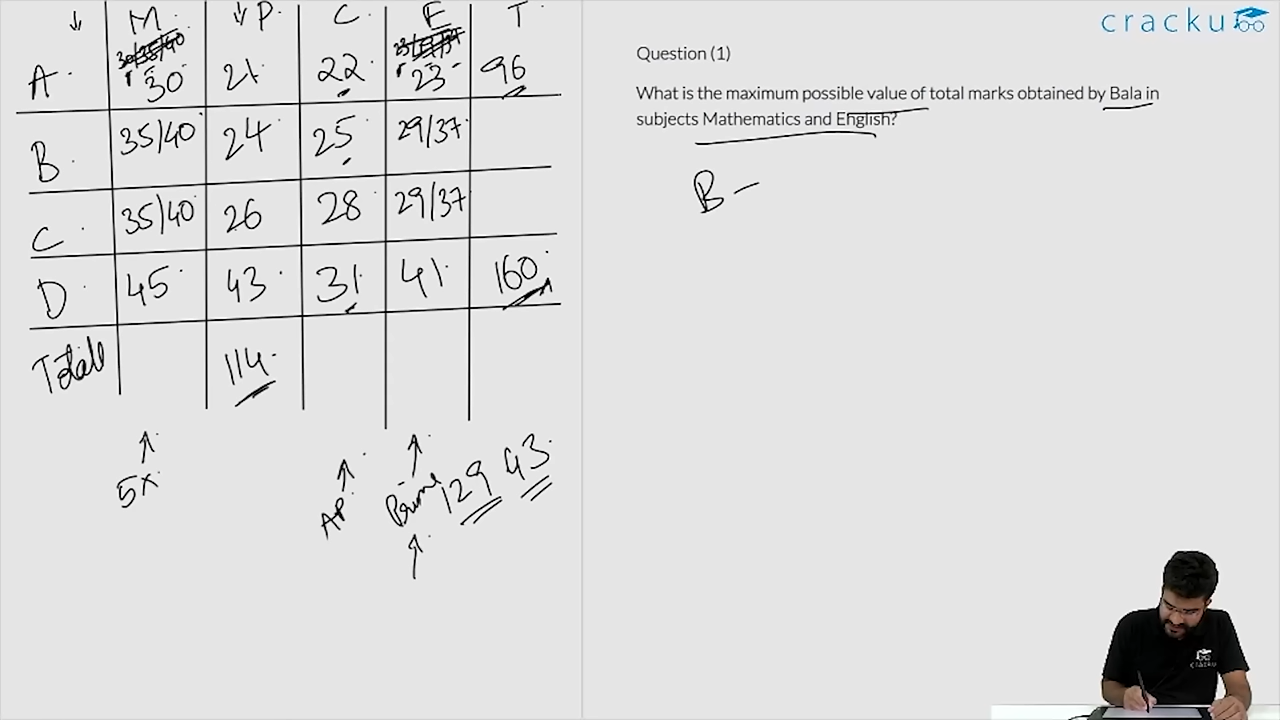 M P. C. E T
A. 30 21 22 23 96
B. 35/40 24 25 29/37
C. 35/40 26 28 29/37
D. 45 43 31 41 160
Total 114
5x AP Prime 129 43
cracku
Question (1)
What is the maximum possible value of total marks obtained by Bala in
subjects Mathematics and English?
B -
cracku